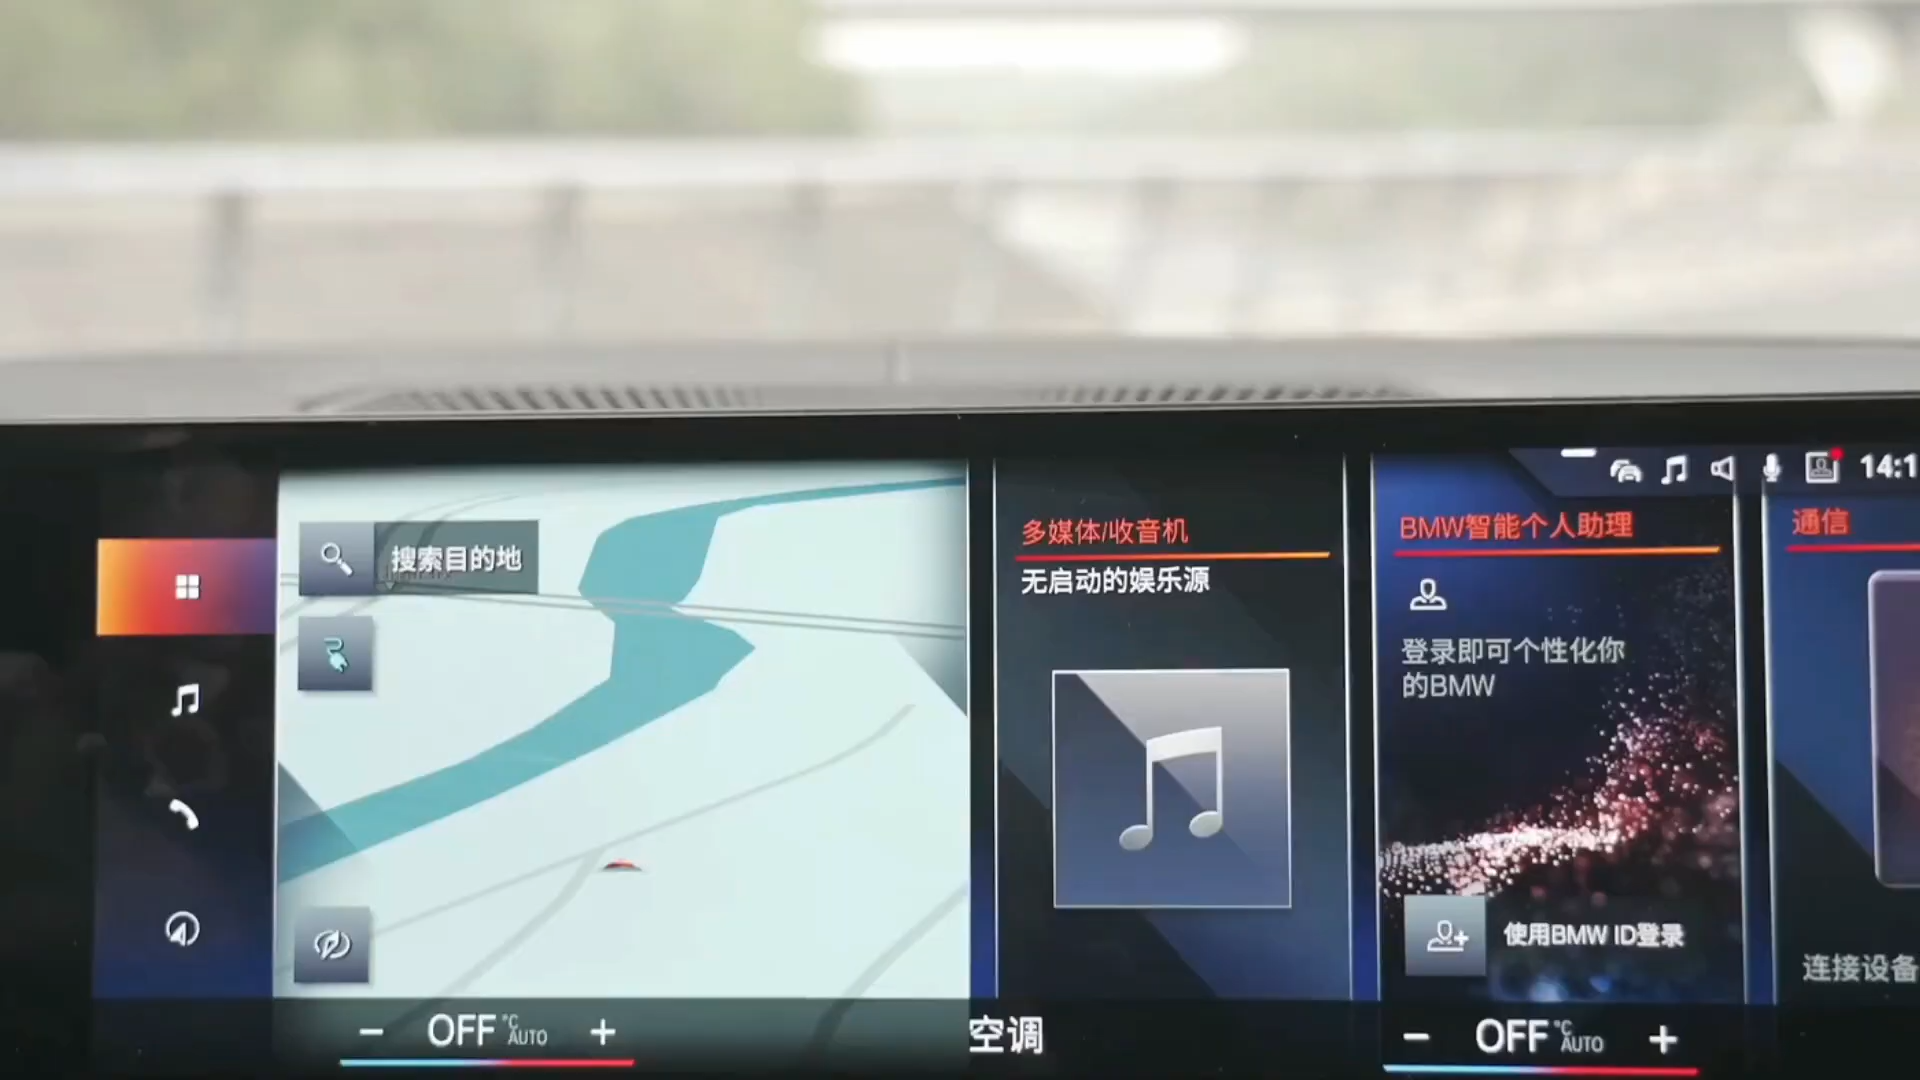 14:1
搜索目的地
多媒体/收音机
无启动的娱乐源
BMW智能个人助理
登录即可个性化你
的BMW
使用BMW ID登录
通信
连接设备
- OFF °C AUTO +
空调
- OFF °C AUTO +